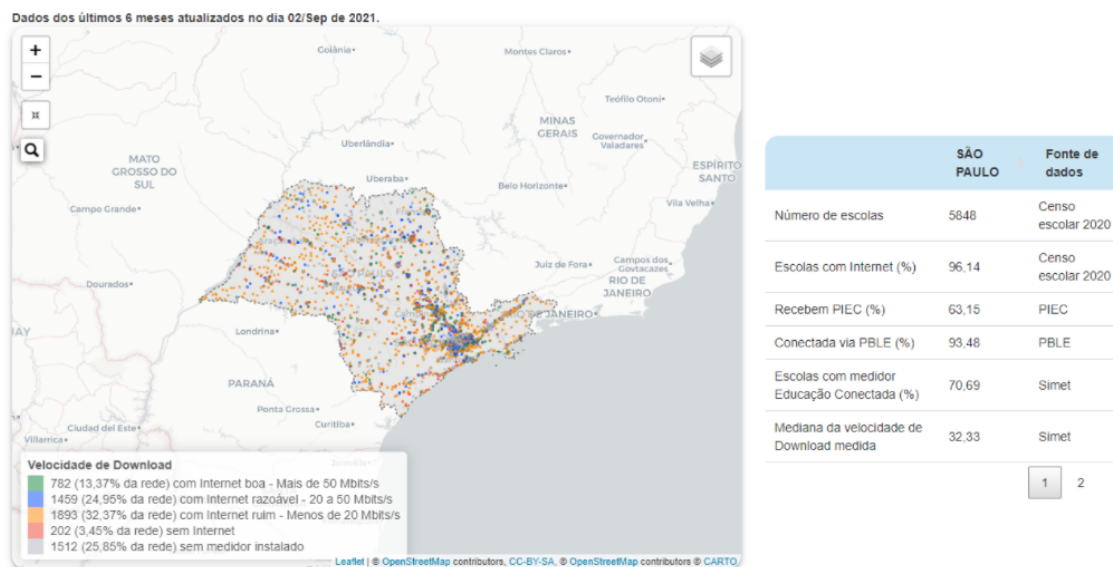 Dados dos últimos 6 meses atualizados no dia 02/Sep de 2021.
+
−
Goiânia
Montes Claros
Teófilo Otoni
MINAS
GERAIS
Governador
Valadares
Uberlândia
MATO
GROSSO DO
SUL
Uberaba
Belo Horizonte
ESPÍRITO
SANTO
Campo Grande
Vila Velha
Juiz de Fora
Campos dos
Goytacazes
RIO DE
JANEIRO
Dourados
Londrina
PARANÁ
Ponta Grossa
Curitiba
Ciudad del Este
Villarrica
Velocidade de Download
782 (13,37% da rede) com Internet boa - Mais de 50 Mbits/s
1459 (24,95% da rede) com Internet razoável - 20 a 50 Mbits/s
1893 (32,37% da rede) com Internet ruim - Menos de 20 Mbits/s
202 (3,45% da rede) sem Internet
1512 (25,85% da rede) sem medidor instalado
Leaflet | © OpenStreetMap contributors, CC-BY-SA, © OpenStreetMap contributors © CARTO
SÃO PAULO Fonte de dados
Número de escolas 5848 Censo escolar 2020
Escolas com Internet (%) 96,14 Censo escolar 2020
Recebem PIEC (%) 63,15 PIEC
Conectada via PBLE (%) 93,48 PBLE
Escolas com medidor Educação Conectada (%) 70,69 Simet
Mediana da velocidade de Download medida 32,33 Simet
1 2